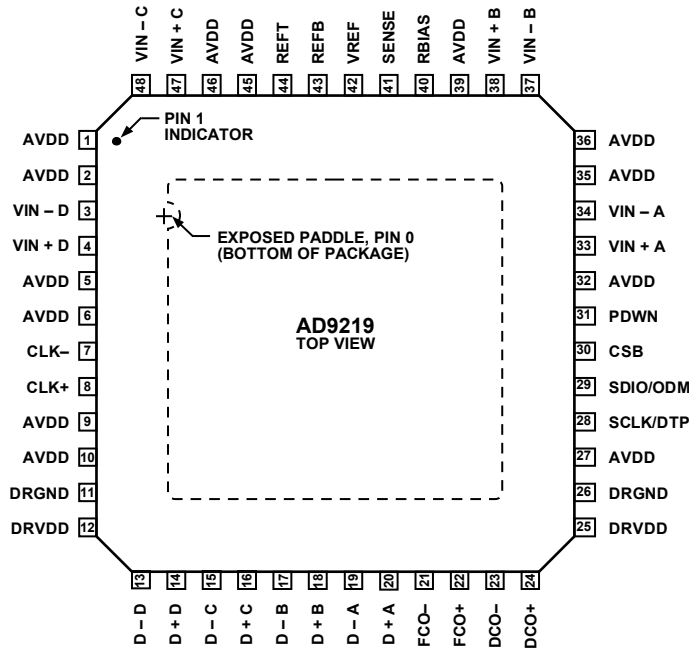 VIN – C
VIN + C
AVDD
AVDD
REFT
REFB
VREF
SENSE
RBIAS
AVDD
VIN + B
VIN – B
48
47
46
45
44
43
42
41
40
39
38
37
PIN 1
INDICATOR
AVDD 1
AVDD 2
VIN – D 3
VIN + D 4
AVDD 5
AVDD 6
CLK– 7
CLK+ 8
AVDD 9
AVDD 10
DRGND 11
DRVDD 12
EXPOSED PADDLE, PIN 0
(BOTTOM OF PACKAGE)
AD9219
TOP VIEW
36 AVDD
35 AVDD
34 VIN – A
33 VIN + A
32 AVDD
31 PDWN
30 CSB
29 SDIO/ODM
28 SCLK/DTP
27 AVDD
26 DRGND
25 DRVDD
13
14
15
16
17
18
19
20
21
22
23
24
D – D
D + D
D – C
D + C
D – B
D + B
D – A
D + A
FCO–
FCO+
DCO–
DCO+